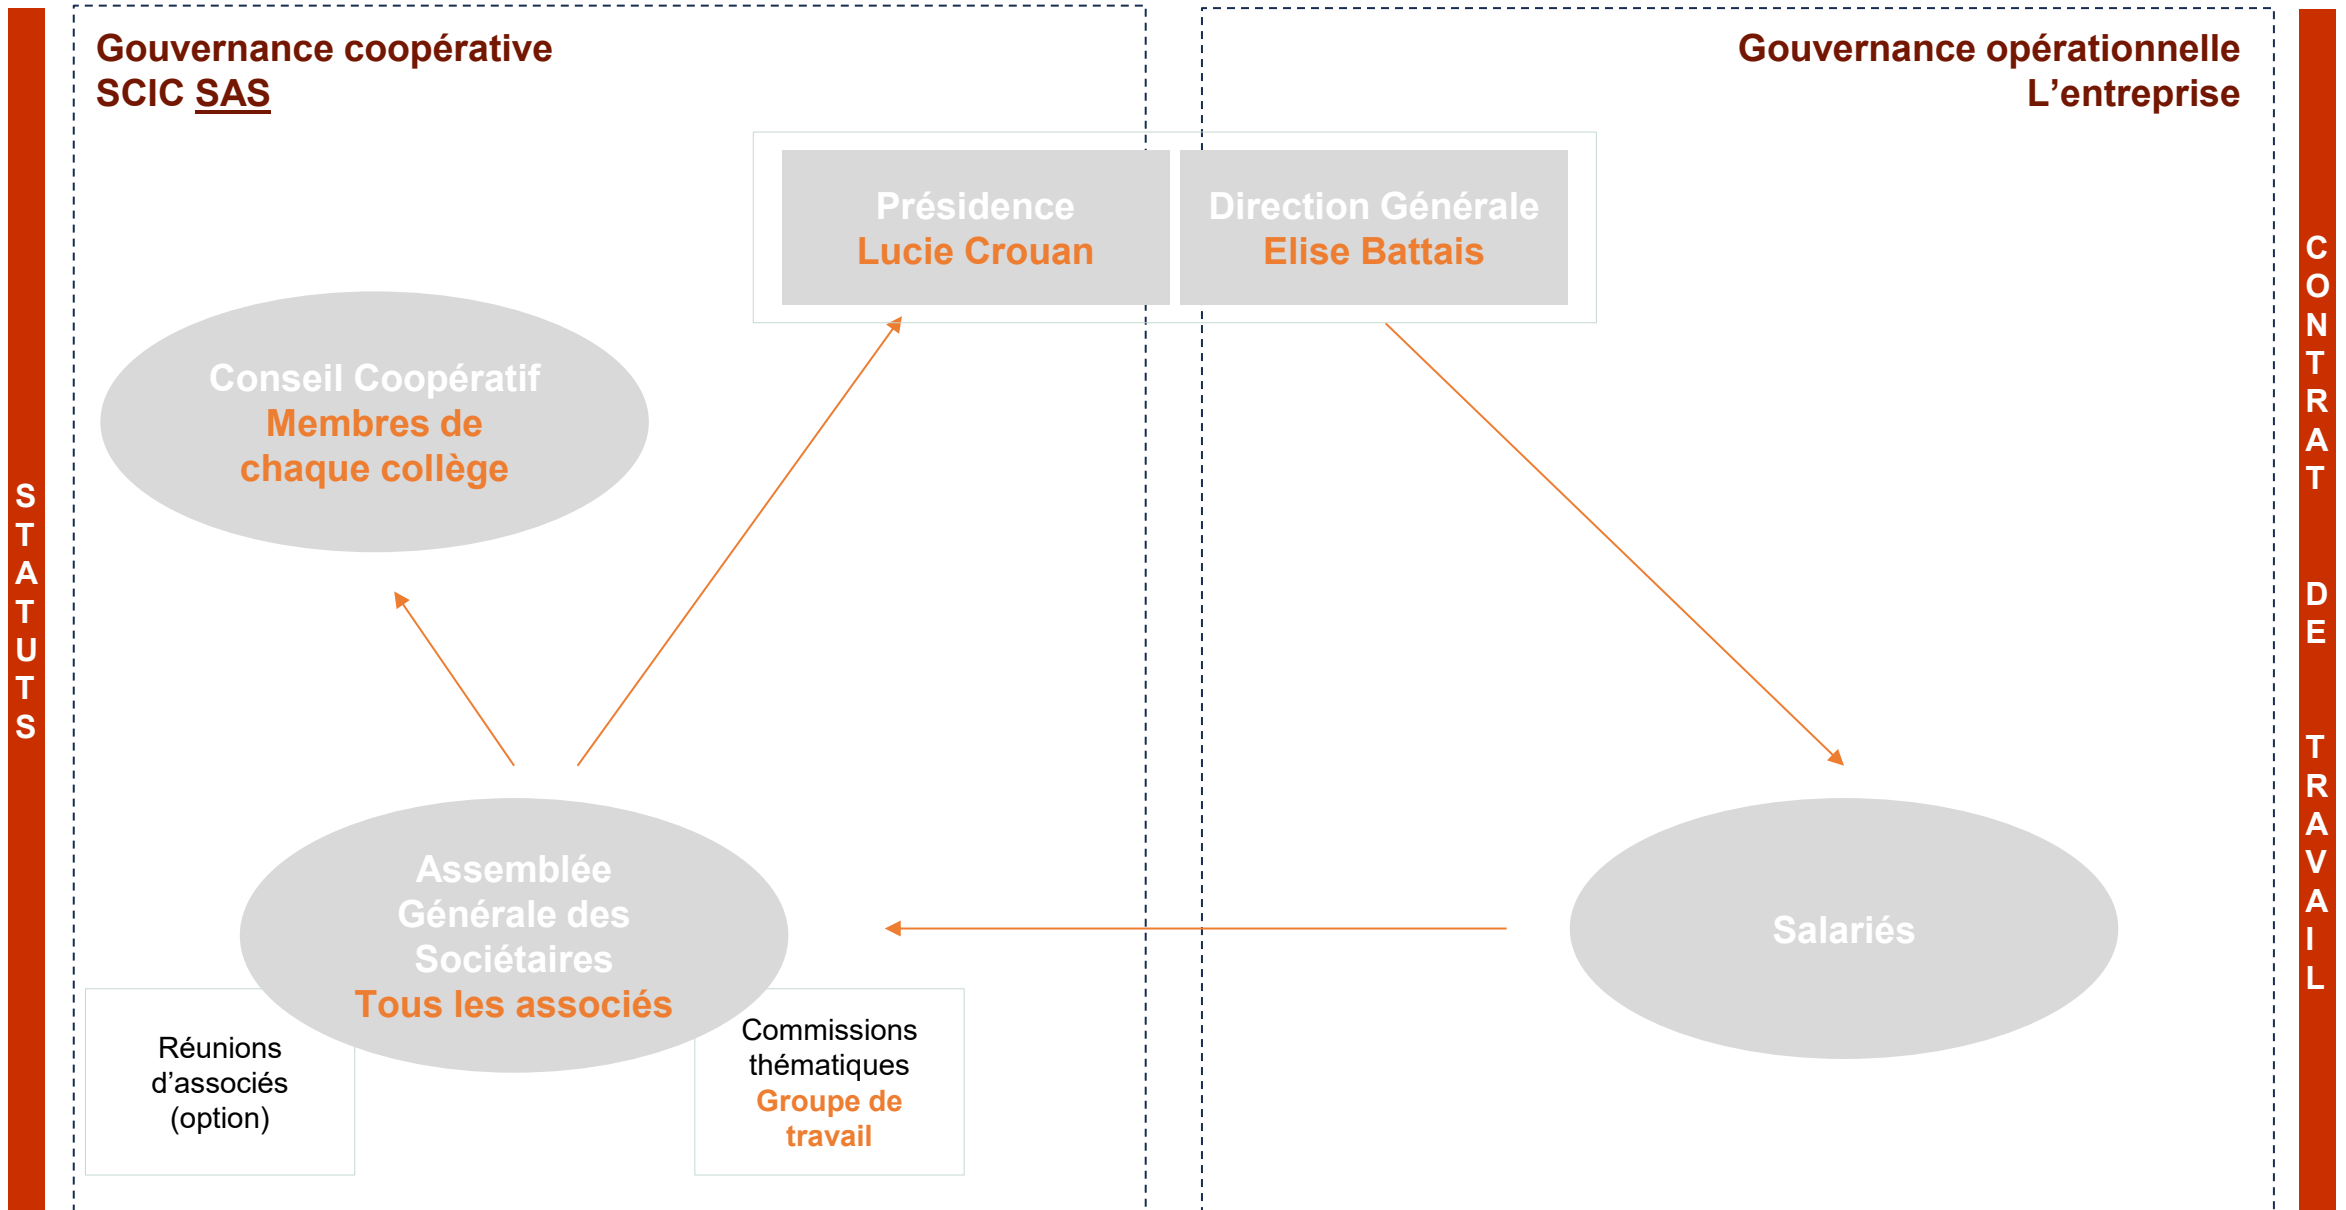 Gouvernance coopérative
SCIC SAS
Gouvernance opérationnelle
L’entreprise
Présidence
Lucie Crouan
Direction Générale
Elise Battais
Conseil Coopératif
Membres de
chaque collège
Assemblée
Générale des
Sociétaires
Tous les associés
Salariés
Réunions
d’associés
(option)
Commissions
thématiques
Groupe de
travail
STATUTS
CONTRAT DE TRAVAIL